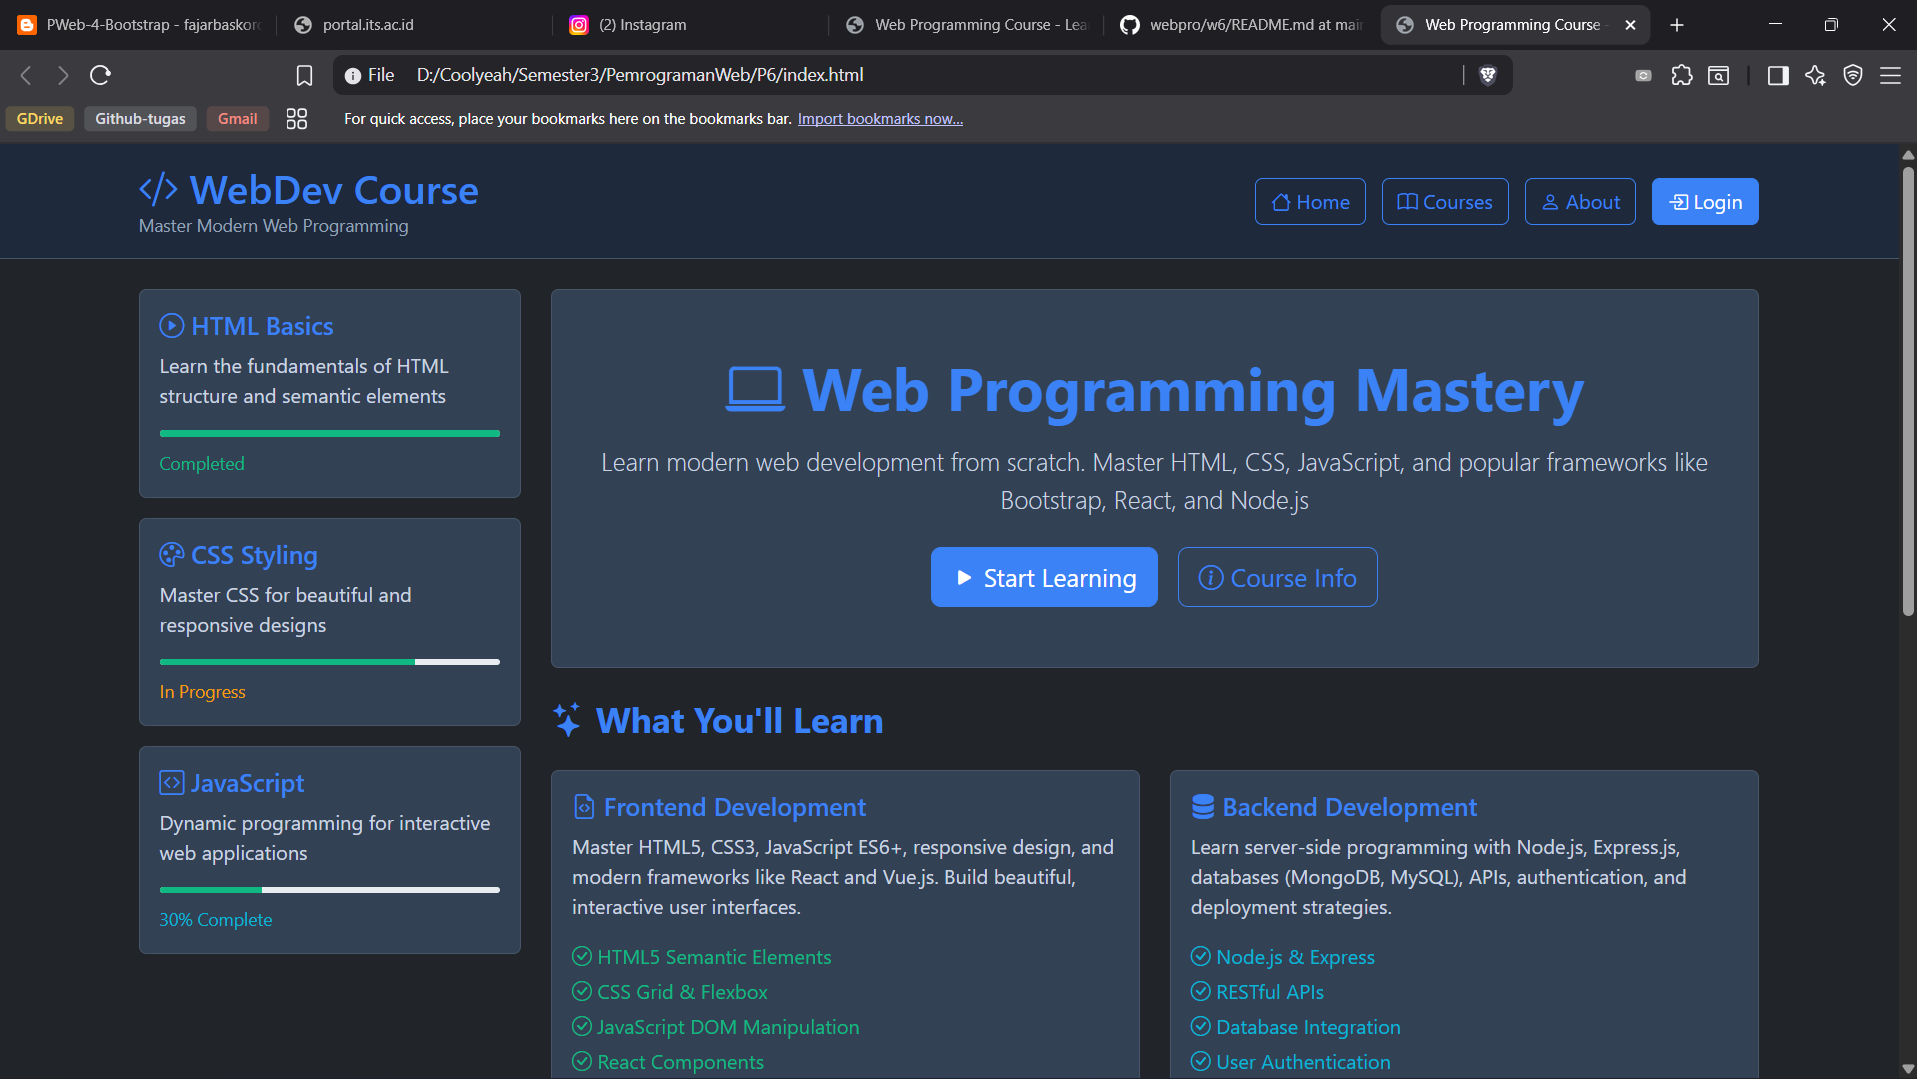 PWeb-4-Bootstrap - fajarbaskoro
portal.its.ac.id
(2) Instagram
Web Programming Course - Lea
webpro/w6/README.md at mai
Web Programming Course -
File D:/Coolyeah/Semester3/PemrogramanWeb/P6/index.html
GDrive Github-tugas Gmail For quick access, place your bookmarks here on the bookmarks bar. Import bookmarks now...
WebDev Course
Master Modern Web Programming
Home Courses About Login
HTML Basics
Learn the fundamentals of HTML
structure and semantic elements
Completed
CSS Styling
Master CSS for beautiful and
responsive designs
In Progress
JavaScript
Dynamic programming for interactive
web applications
30% Complete
Web Programming Mastery
Learn modern web development from scratch. Master HTML, CSS, JavaScript, and popular frameworks like
Bootstrap, React, and Node.js
Start Learning Course Info
What You'll Learn
Frontend Development
Master HTML5, CSS3, JavaScript ES6+, responsive design, and
modern frameworks like React and Vue.js. Build beautiful,
interactive user interfaces.
HTML5 Semantic Elements
CSS Grid & Flexbox
JavaScript DOM Manipulation
React Components
Backend Development
Learn server-side programming with Node.js, Express.js,
databases (MongoDB, MySQL), APIs, authentication, and
deployment strategies.
Node.js & Express
RESTful APIs
Database Integration
User Authentication